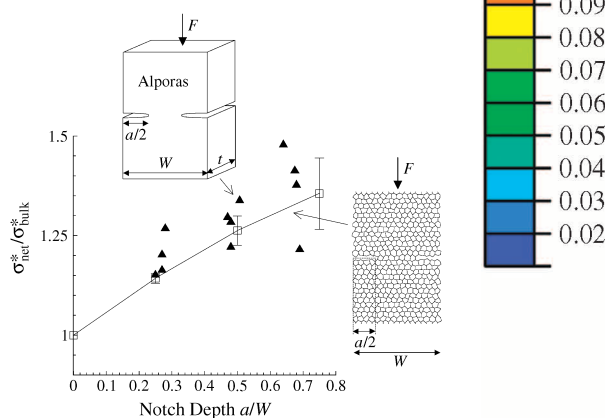 F
Alporas
a/2
W
t
1.5
1.25
1
σ*net/σ*bulk
0 0.1 0.2 0.3 0.4 0.5 0.6 0.7 0.8
Notch Depth a/W
F
a/2
W
0.09
0.08
0.07
0.06
0.05
0.04
0.03
0.02